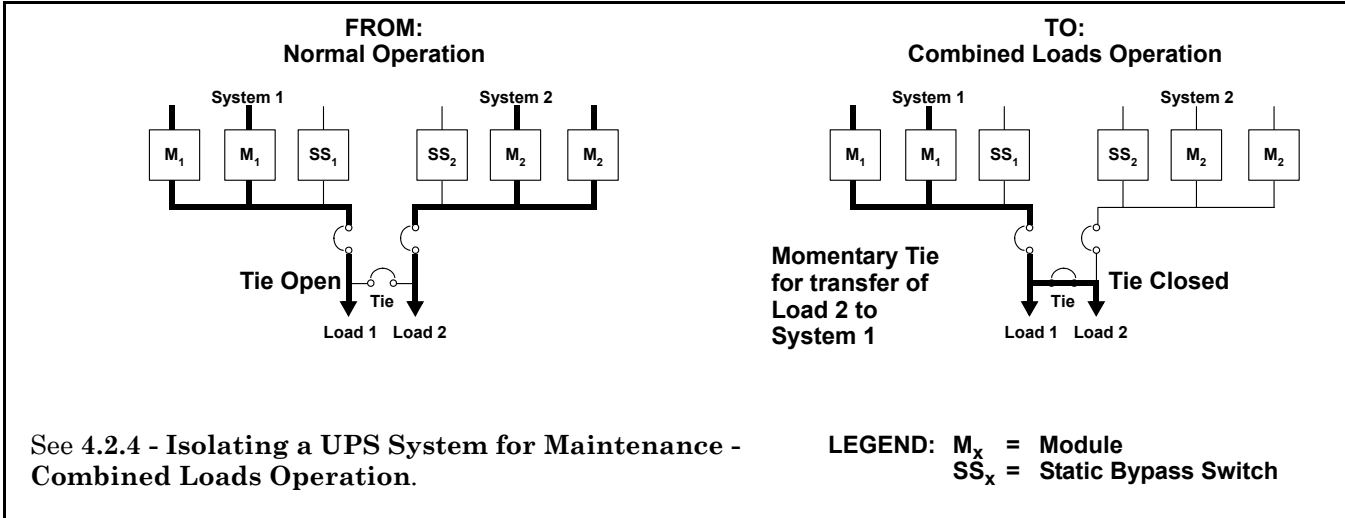 FROM:
Normal Operation
System 1
System 2
M₁
M₁
SS₁
SS₂
M₂
M₂
Tie Open
Tie
Load 1
Load 2
TO:
Combined Loads Operation
System 1
System 2
M₁
M₁
SS₁
SS₂
M₂
M₂
Momentary Tie
for transfer of
Load 2 to
System 1
Tie Closed
Tie
Load 1
Load 2
See 4.2.4 - Isolating a UPS System for Maintenance -
Combined Loads Operation.
LEGEND: Mₓ = Module
SSₓ = Static Bypass Switch